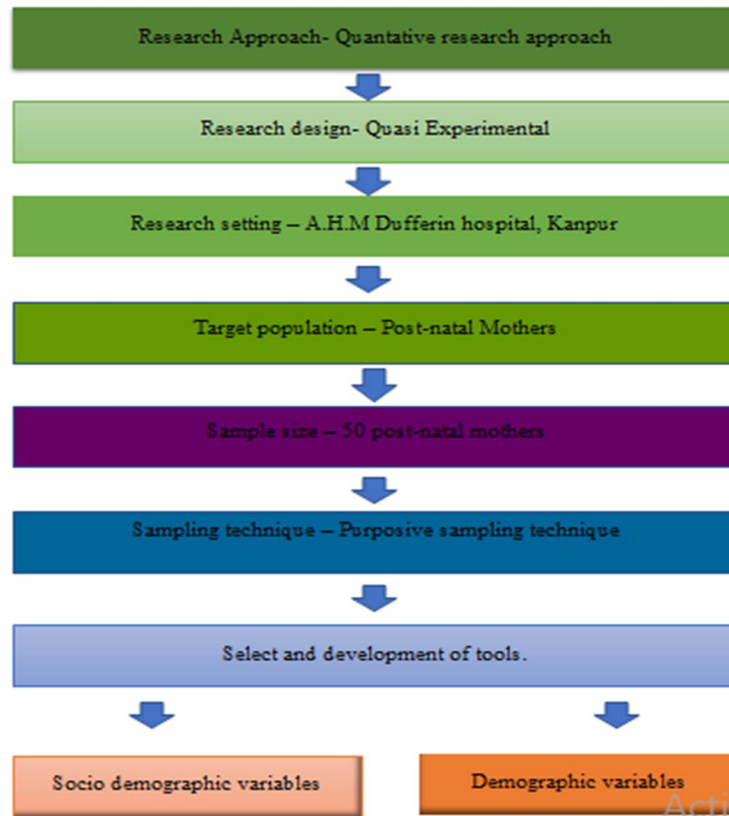 Research Approach- Quantative research approach
Research design- Quasi Experimental
Research setting – A.H.M Dufferin hospital, Kanpur
Target population – Post-natal Mothers
Sample size – 50 post-natal mothers
Sampling technique – Purposive sampling technique
Select and development of tools.
Socio demographic variables
Demographic variables
Acti